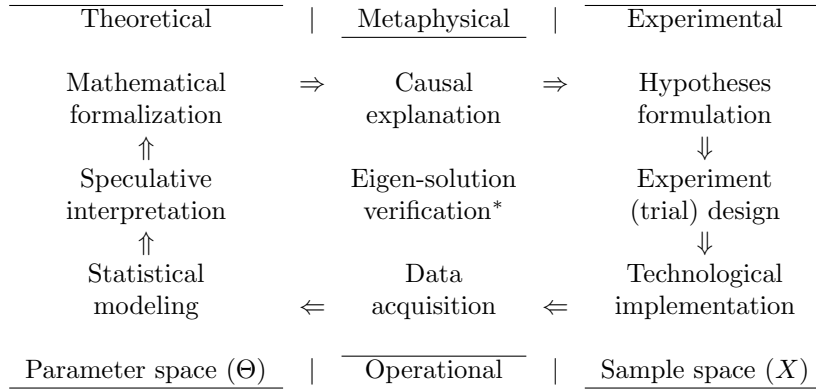 Theoretical | Metaphysical | Experimental
Mathematical ⇒ Causal ⇒ Hypotheses
formalization explanation formulation
⇑ ⇓
Speculative Eigen-solution Experiment
interpretation verification* (trial) design
⇑ ⇓
Statistical Data Technological
modeling ⇐ acquisition ⇐ implementation
Parameter space (Θ) | Operational | Sample space (X)